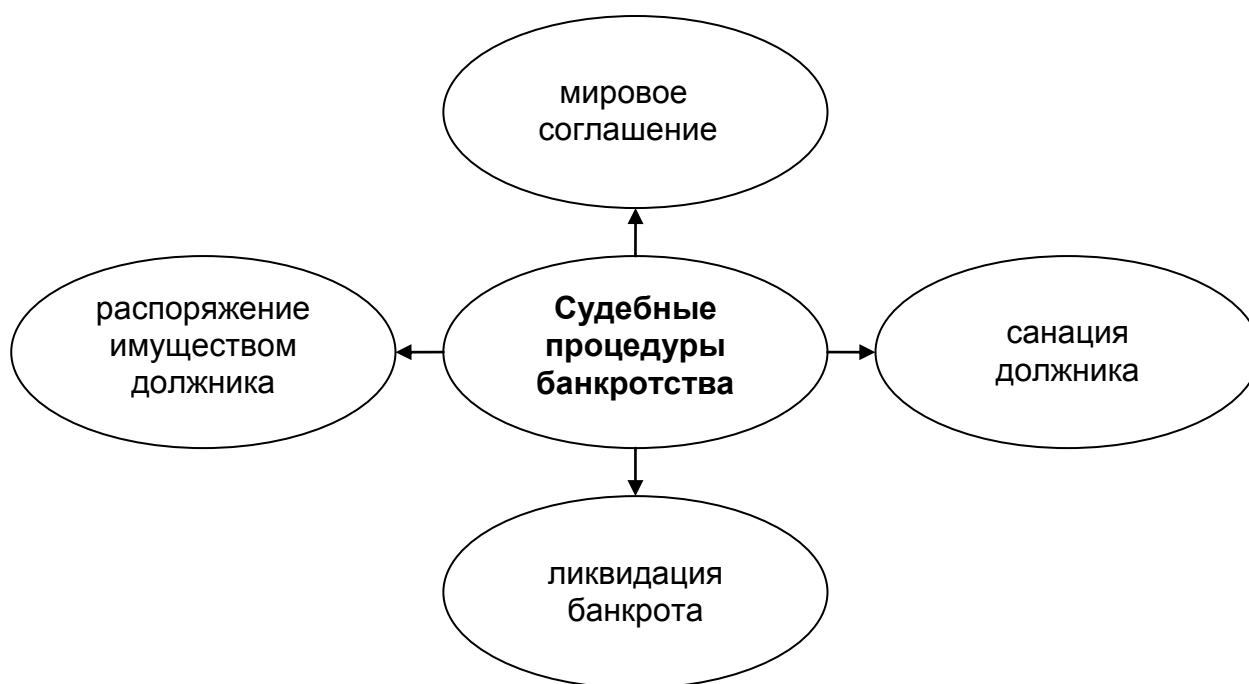 мировое
соглашение
распоряжение
имуществом
должника
Судебные
процедуры
банкротства
санация
должника
ликвидация
банкрота